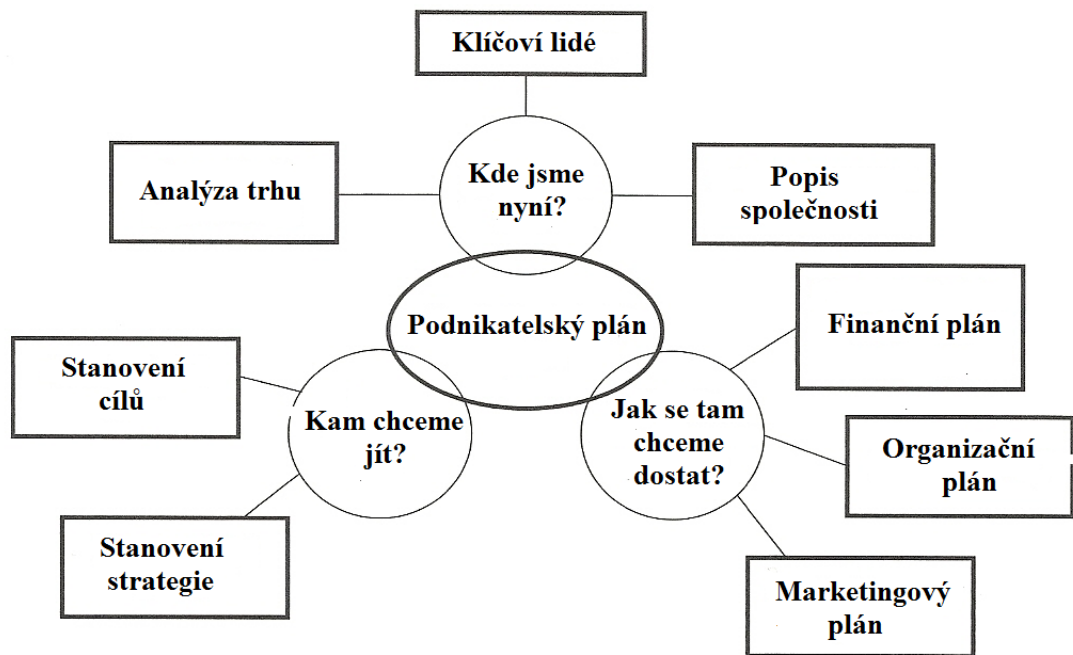 Klíčoví lidé
Kde jsme
nyní?
Analýza trhu
Popis
společnosti
Podnikatelský plán
Finanční plán
Stanovení
cílů
Kam chceme
jít?
Jak se tam
chceme
dostat?
Organizační
plán
Stanovení
strategie
Marketingový
plán